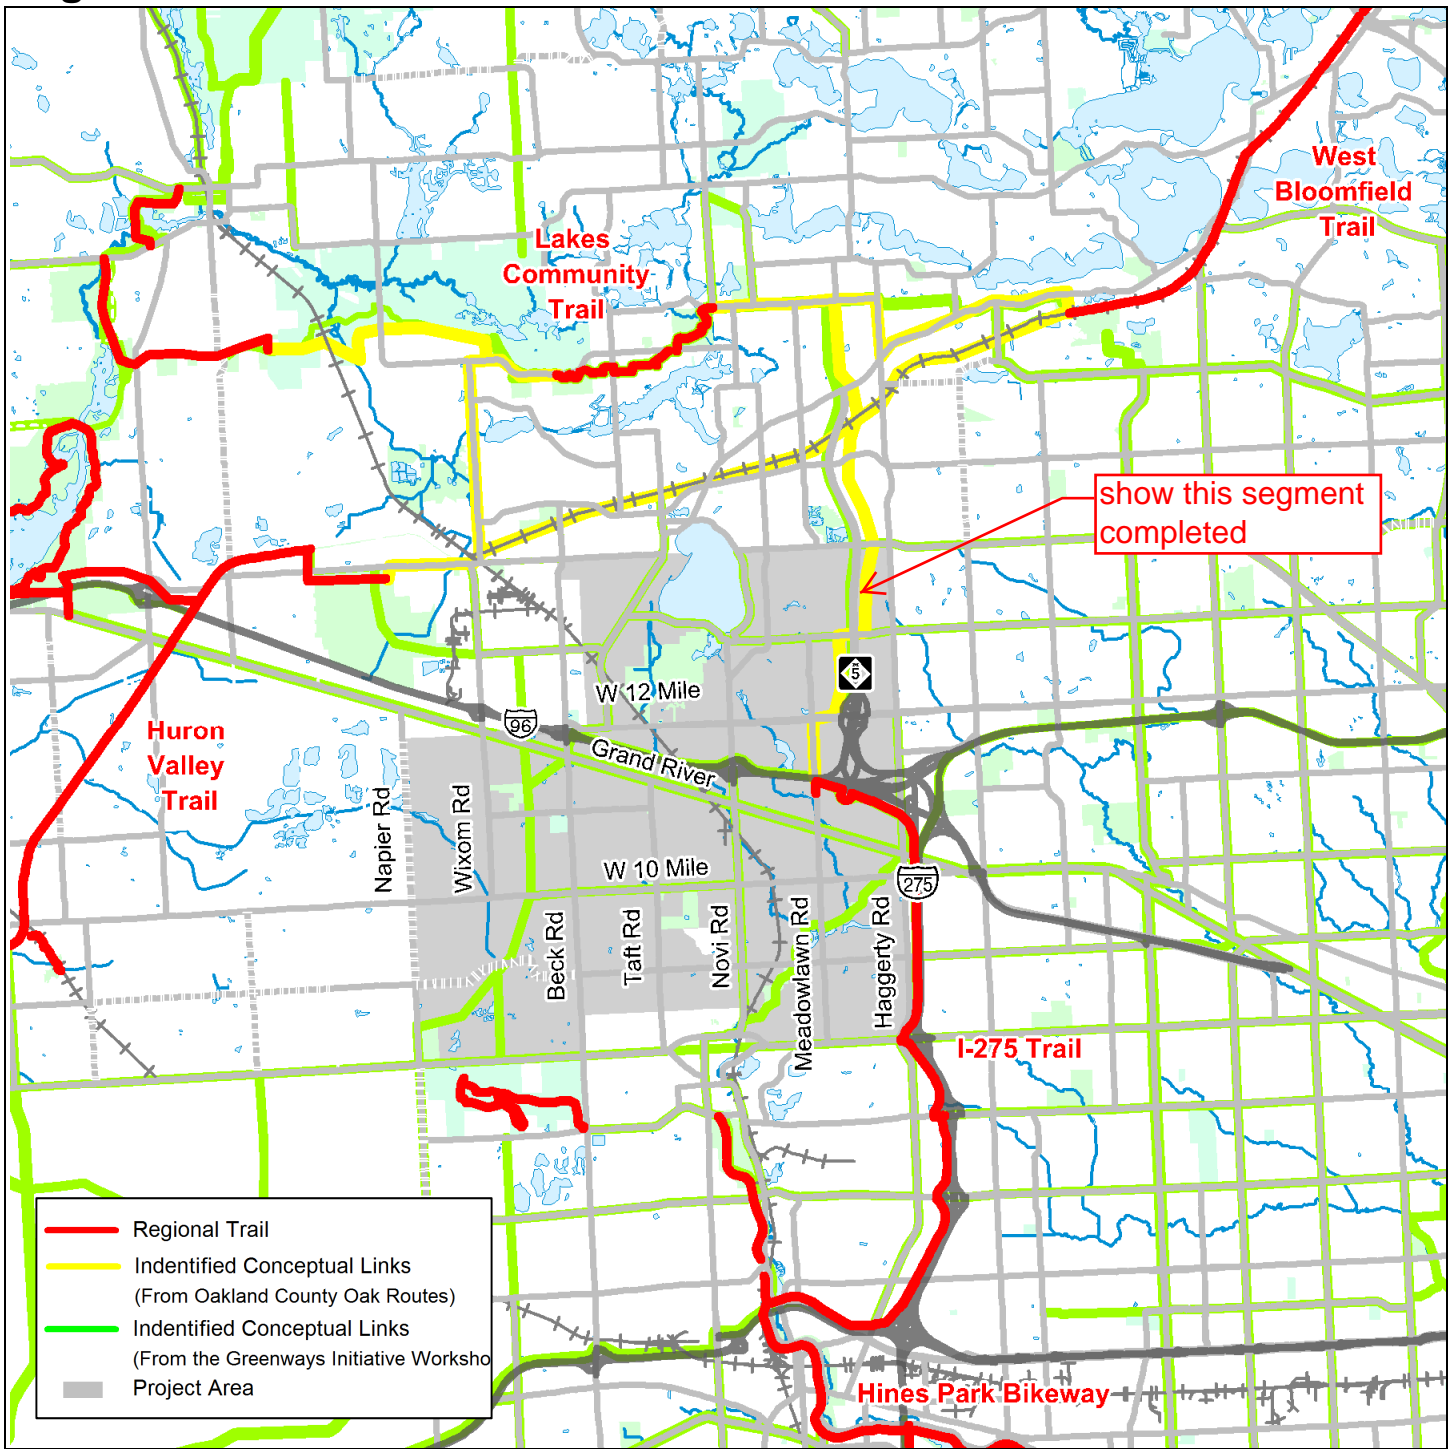 West
Bloomfield
Trail
Lakes
Community
Trail
show this segment
completed
5
W 12 Mile
96
Grand River
Huron
Valley
Trail
Napier Rd
Wixom Rd
W 10 Mile
275
Beck Rd
Taft Rd
Novi Rd
Meadowlawn Rd
Haggerty Rd
I-275 Trail
Regional Trail
Indentified Conceptual Links
(From Oakland County Oak Routes)
Indentified Conceptual Links
(From the Greenways Initiative Worksho
Project Area
Hines Park Bikeway